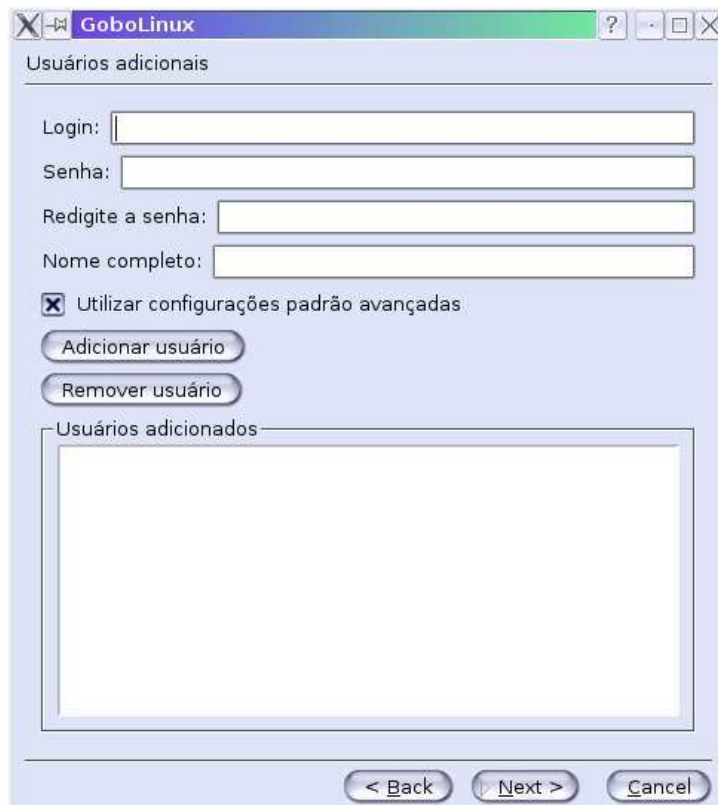 GoboLinux
Usuários adicionais
Login:
Senha:
Redigite a senha:
Nome completo:
Utilizar configurações padrão avançadas
Adicionar usuário
Remover usuário
Usuários adicionados
< Back Next > Cancel